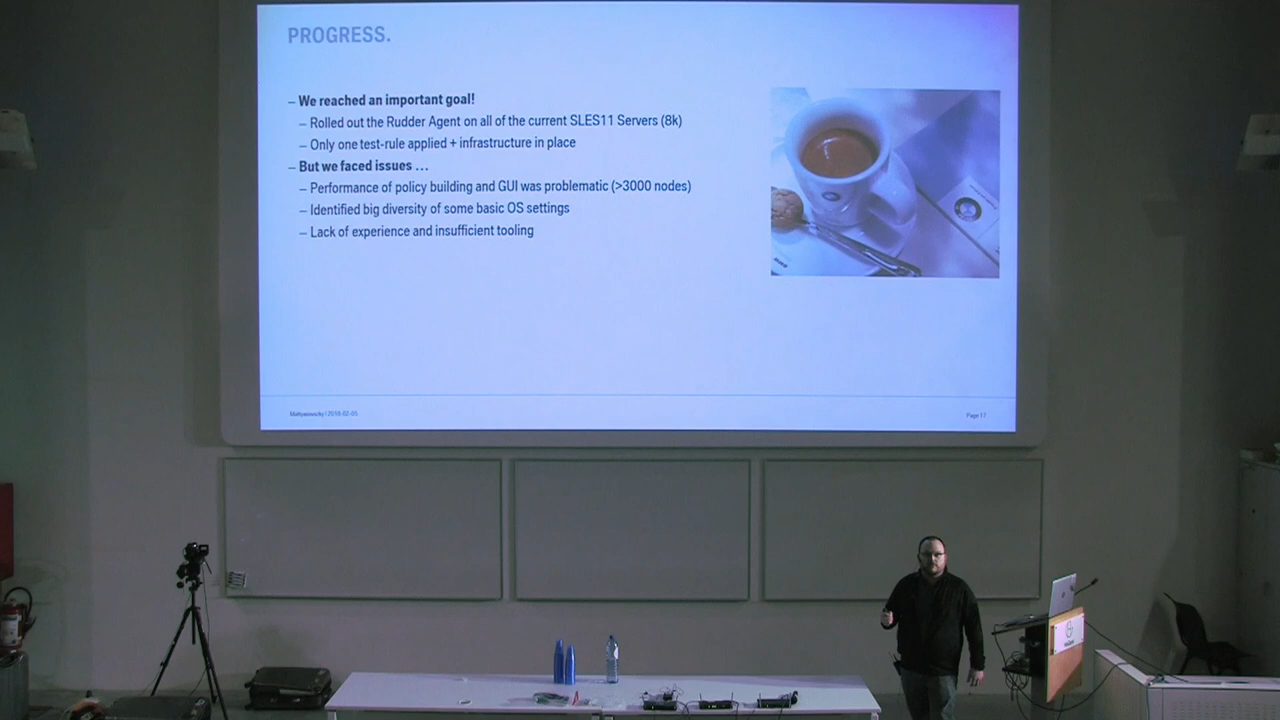 PROGRESS.
– We reached an important goal!
– Rolled out the Rudder Agent on all of the current SLES11 Servers (8k)
– Only one test-rule applied + infrastructure in place
– But we faced issues …
– Performance of policy building and GUI was problematic (>3000 nodes)
– Identified big diversity of some basic OS settings
– Lack of experience and insufficient tooling
Page 17